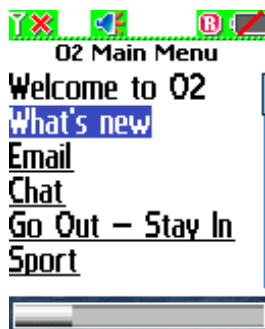 O2 Main Menu
Welcome to O2
What's new
Email
Chat
Go Out – Stay In
Sport